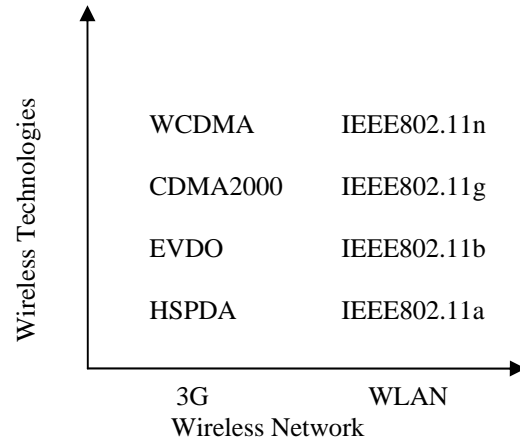 Wireless Technologies
WCDMA IEEE802.11n
CDMA2000 IEEE802.11g
EVDO IEEE802.11b
HSPDA IEEE802.11a
3G WLAN
Wireless Network